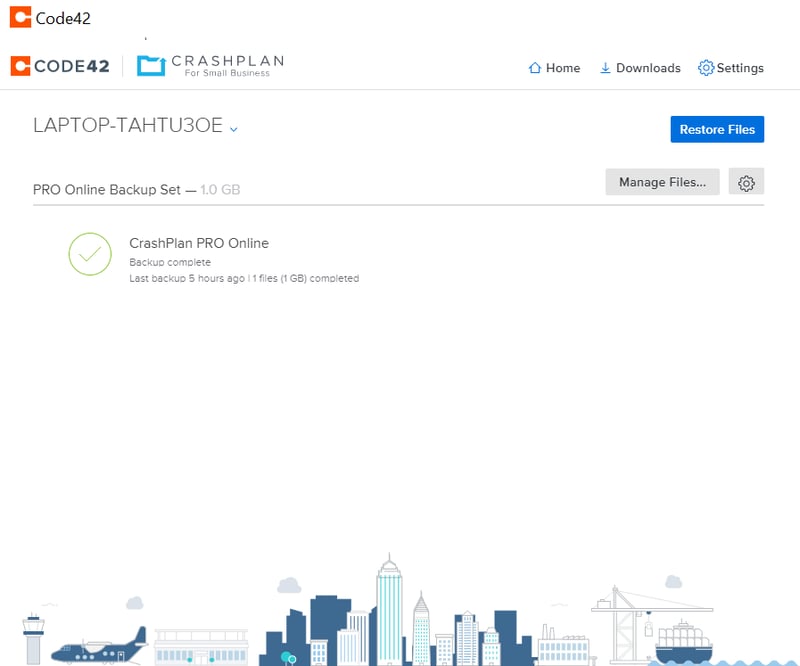 Code42
CODE42 CRASHPLAN
For Small Business
Home Downloads Settings
LAPTOP-TAHTU3OE
Restore Files
PRO Online Backup Set — 1.0 GB
Manage Files...
CrashPlan PRO Online
Backup complete
Last backup 5 hours ago | 1 files (1 GB) completed